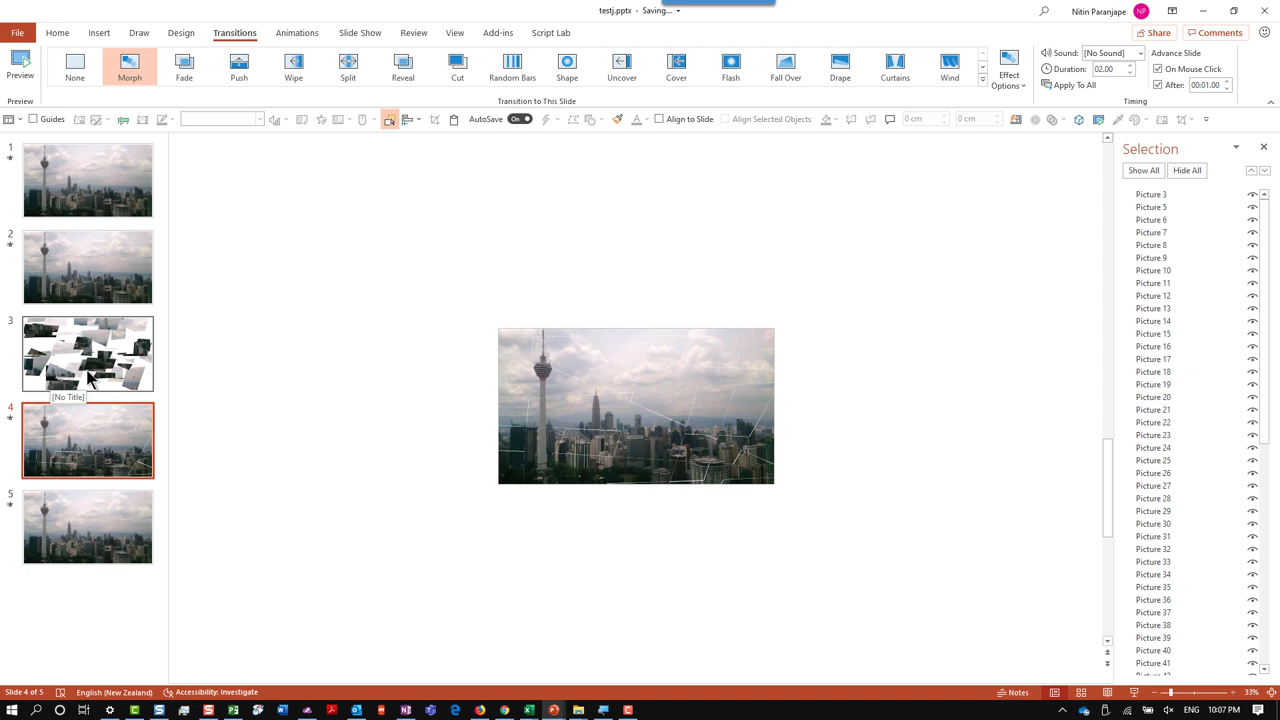 testj.pptx - Saving...
Nitin Paranjape
NP
File
Home
Insert
Draw
Design
Transitions
Animations
Slide Show
Review
View
Add-ins
Script Lab
Share
Comments
Preview
None
Morph
Fade
Push
Wipe
Split
Reveal
Cut
Random Bars
Shape
Uncover
Cover
Flash
Fall Over
Drape
Curtains
Wind
Effect
Options
Sound: [No Sound]
Duration: 02.00
Apply To All
Advance Slide
On Mouse Click
After: 00:01.00
Preview
Transition to This Slide
Timing
Guides
AutoSave On
Align to Slide
Align Selected Objects
0 cm
0 cm
1
2
3
[No Title]
4
5
Selection
Show All
Hide All
Picture 3
Picture 5
Picture 6
Picture 7
Picture 8
Picture 9
Picture 10
Picture 11
Picture 12
Picture 13
Picture 14
Picture 15
Picture 16
Picture 17
Picture 18
Picture 19
Picture 20
Picture 21
Picture 22
Picture 23
Picture 24
Picture 25
Picture 26
Picture 27
Picture 28
Picture 29
Picture 30
Picture 31
Picture 32
Picture 33
Picture 34
Picture 35
Picture 36
Picture 37
Picture 38
Picture 39
Picture 40
Picture 41
Slide 4 of 5
English (New Zealand)
Accessibility: Investigate
Notes
33%
ENG
10:07 PM